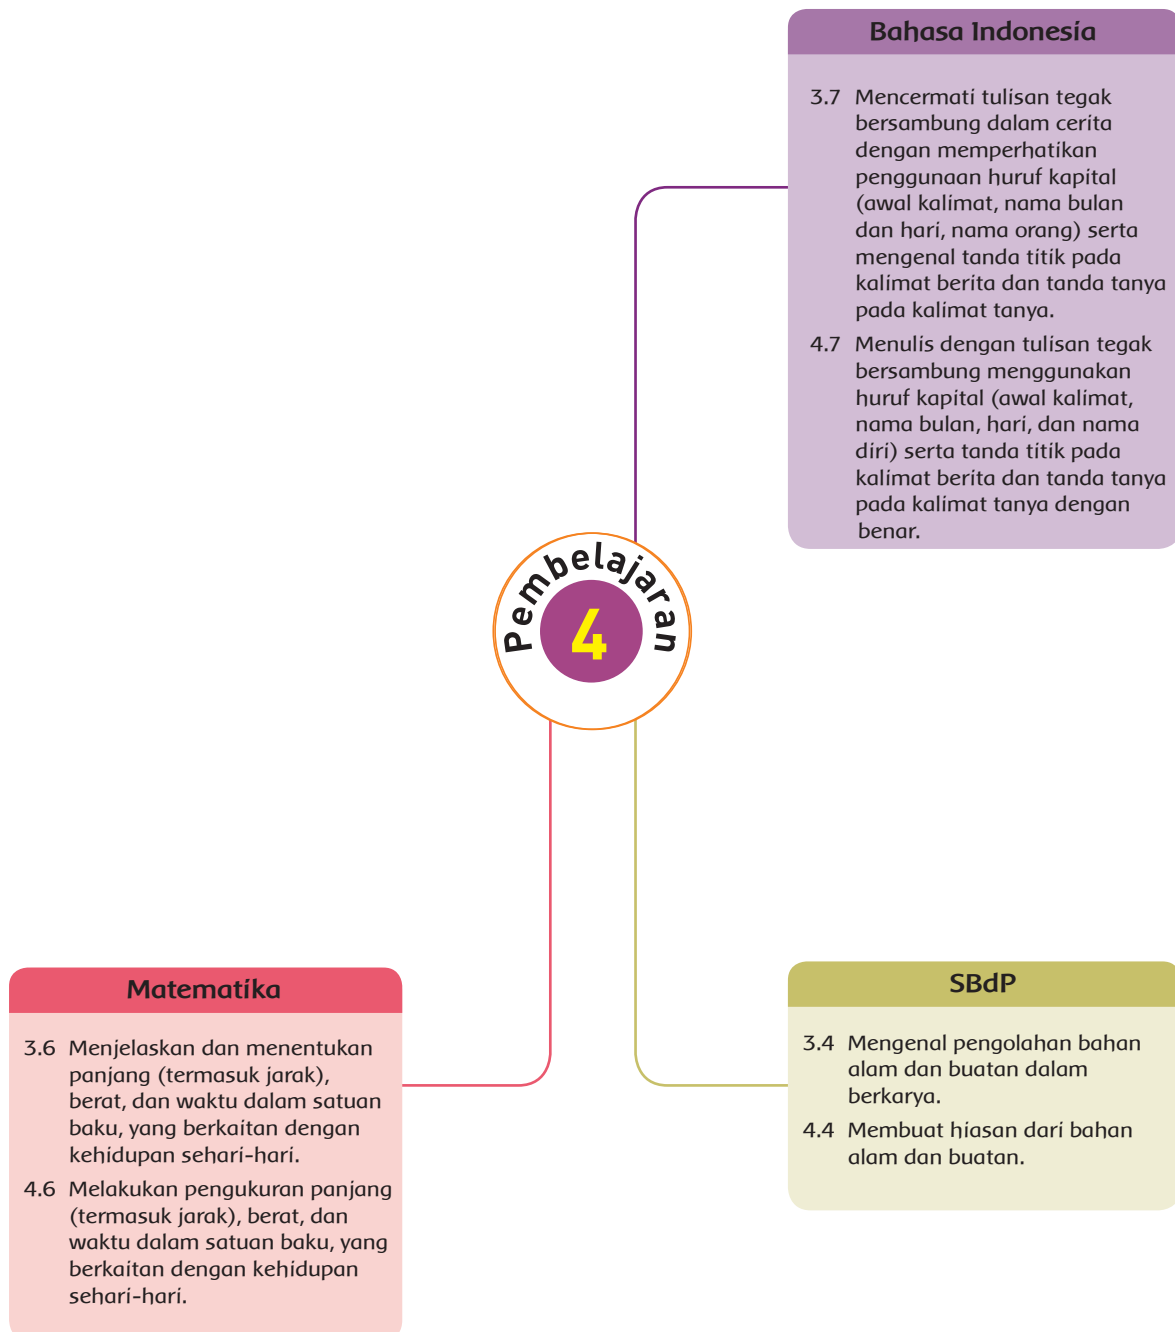 Bahasa Indonesia
3.7 Mencermati tulisan tegak
bersambung dalam cerita
dengan memperhatikan
penggunaan huruf kapital
(awal kalimat, nama bulan
dan hari, nama orang) serta
mengenal tanda titik pada
kalimat berita dan tanda tanya
pada kalimat tanya.
4.7 Menulis dengan tulisan tegak
bersambung menggunakan
huruf kapital (awal kalimat,
nama bulan, hari, dan nama
diri) serta tanda titik pada
kalimat berita dan tanda tanya
pada kalimat tanya dengan
benar.
Pembelajaran
4
Matematika
3.6 Menjelaskan dan menentukan
panjang (termasuk jarak),
berat, dan waktu dalam satuan
baku, yang berkaitan dengan
kehidupan sehari-hari.
4.6 Melakukan pengukuran panjang
(termasuk jarak), berat, dan
waktu dalam satuan baku, yang
berkaitan dengan kehidupan
sehari-hari.
SBdP
3.4 Mengenal pengolahan bahan
alam dan buatan dalam
berkarya.
4.4 Membuat hiasan dari bahan
alam dan buatan.